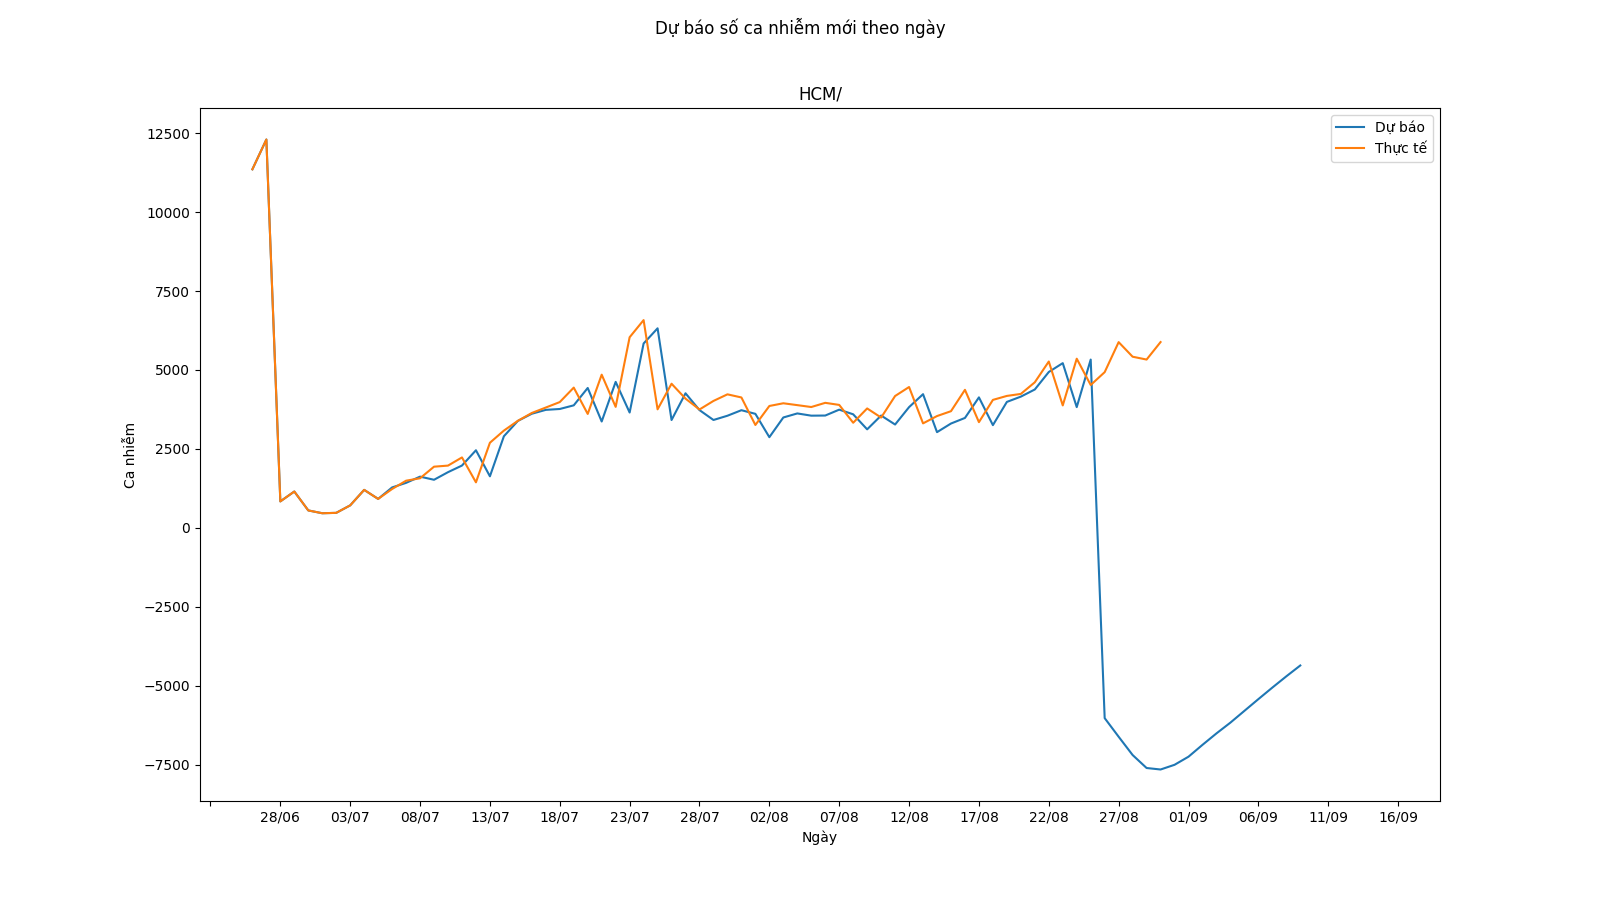 Dự báo số ca nhiễm mới theo ngày
HCM/
Dự báo
Thực tế
12500
10000
7500
5000
2500
0
−2500
−5000
−7500
Ca nhiễm
28/06 03/07 08/07 13/07 18/07 23/07 28/07 02/08 07/08 12/08 17/08 22/08 27/08 01/09 06/09 11/09 16/09
Ngày